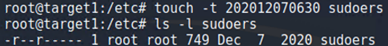 root@target1:/etc# touch -t 202012070630 sudoers
root@target1:/etc# ls -l sudoers
-r--r----- 1 root root 749 Dec  7  2020 sudoers